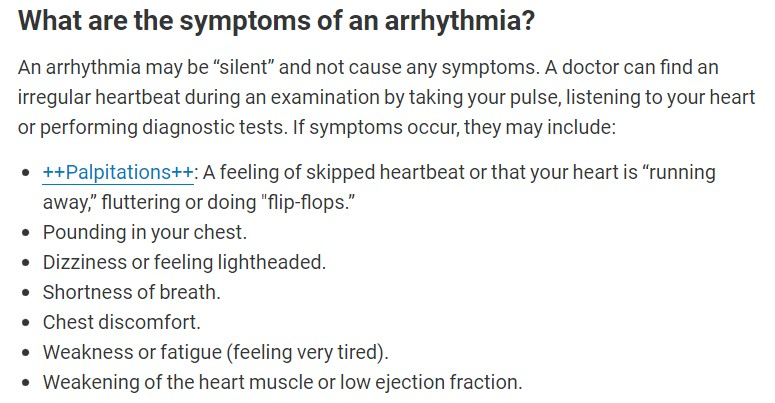 What are the symptoms of an arrhythmia?
An arrhythmia may be “silent” and not cause any symptoms. A doctor can find an
irregular heartbeat during an examination by taking your pulse, listening to your heart
or performing diagnostic tests. If symptoms occur, they may include:
• ++Palpitations++: A feeling of skipped heartbeat or that your heart is “running
away,” fluttering or doing "flip-flops.”
• Pounding in your chest.
• Dizziness or feeling lightheaded.
• Shortness of breath.
• Chest discomfort.
• Weakness or fatigue (feeling very tired).
• Weakening of the heart muscle or low ejection fraction.